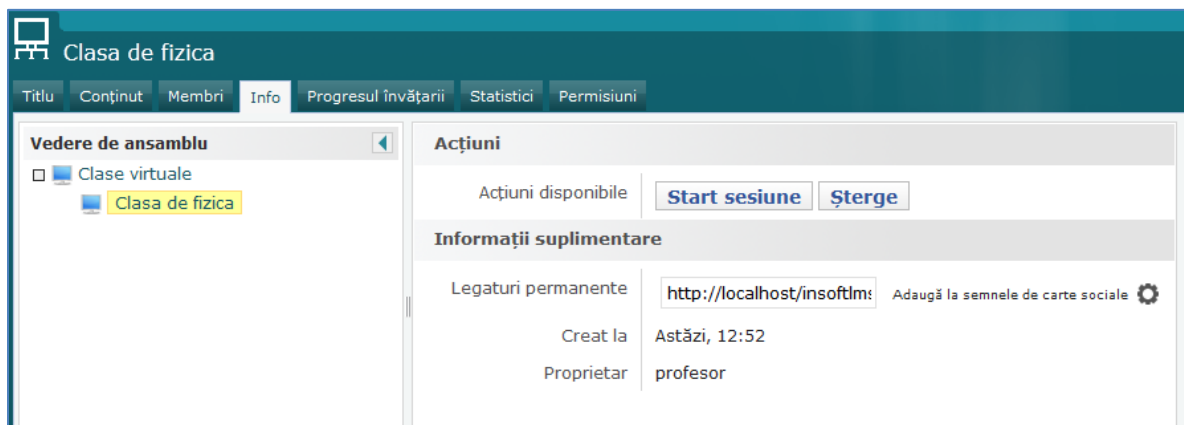 Clasa de fizica
Titlu Conținut Membri Info Progresul învățarii Statistici Permisiuni
Vedere de ansamblu
Clase virtuale
Clasa de fizica
Acțiuni
Acțiuni disponibile Start sesiune Șterge
Informații suplimentare
Legaturi permanente http://localhost/insoftlms Adaugă la semnele de carte sociale
Creat la Astăzi, 12:52
Proprietar profesor